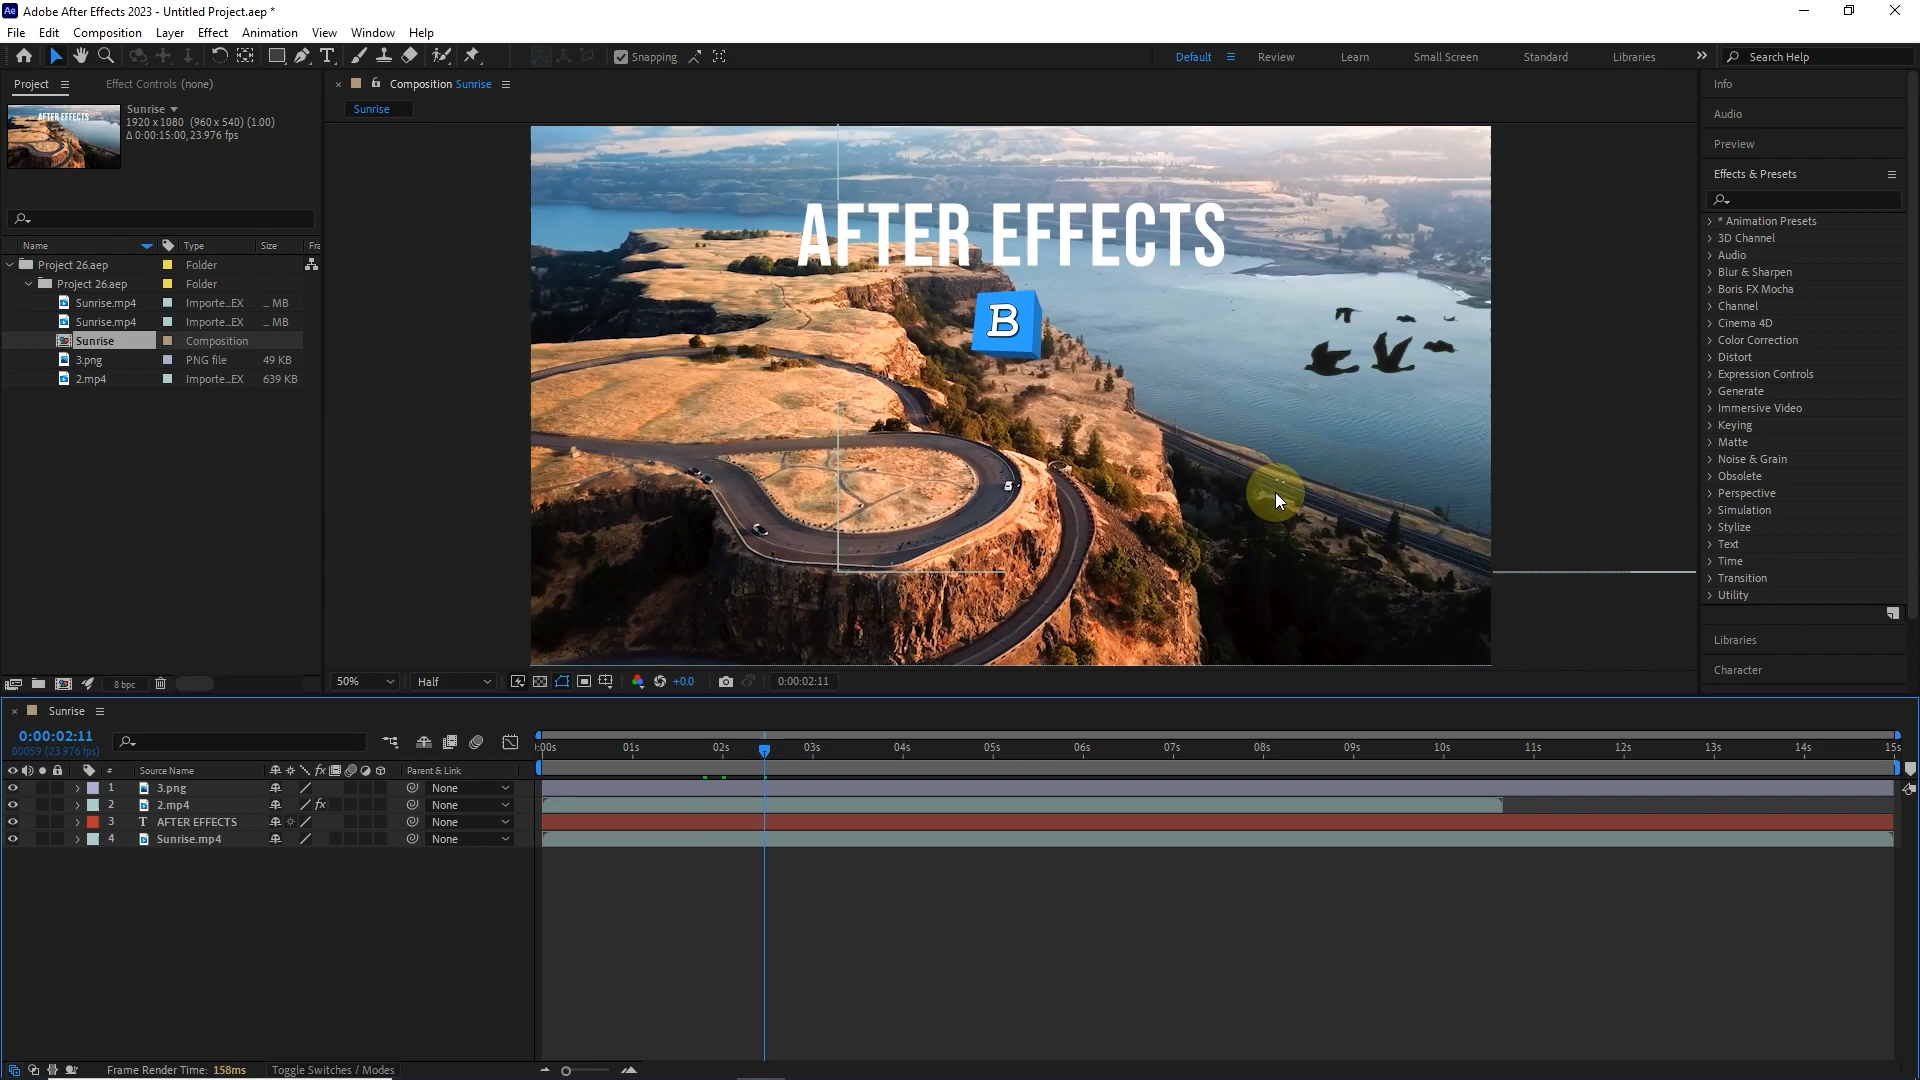 Ae Adobe After Effects 2023 - Untitled Project.aep *
File Edit Composition Layer Effect Animation View Window Help
Snapping Default Review Learn Small Screen Standard Libraries Search Help
Project Effect Controls (none)
Sunrise
1920 x 1080 (960 x 540) (1.00)
Δ 0:00:15:00, 23.976 fps
Name Type Size Fra
Project 26.aep Folder
Project 26.aep Folder
Sunrise.mp4 Importe...EX ... MB
Sunrise.mp4 Importe...EX ... MB
Sunrise Composition
3.png PNG file 49 KB
2.mp4 Importe...EX 639 KB
8 bpc
Composition Sunrise
Sunrise
AFTER EFFECTS
B
50% Half +0.0 0:00:02:11
Info
Audio
Preview
Effects & Presets
* Animation Presets
3D Channel
Audio
Blur & Sharpen
Boris FX Mocha
Channel
Cinema 4D
Color Correction
Distort
Expression Controls
Generate
Immersive Video
Keying
Matte
Noise & Grain
Obsolete
Perspective
Simulation
Stylize
Text
Time
Transition
Utility
Libraries
Character
Sunrise
0:00:02:11
00059 (23.976 fps)
:00s 01s 02s 03s 04s 05s 06s 07s 08s 09s 10s 11s 12s 13s 14s 15s
# Source Name fx Parent & Link
1 3.png None
2 2.mp4 fx None
3 T AFTER EFFECTS None
4 Sunrise.mp4 None
Frame Render Time: 158ms Toggle Switches / Modes